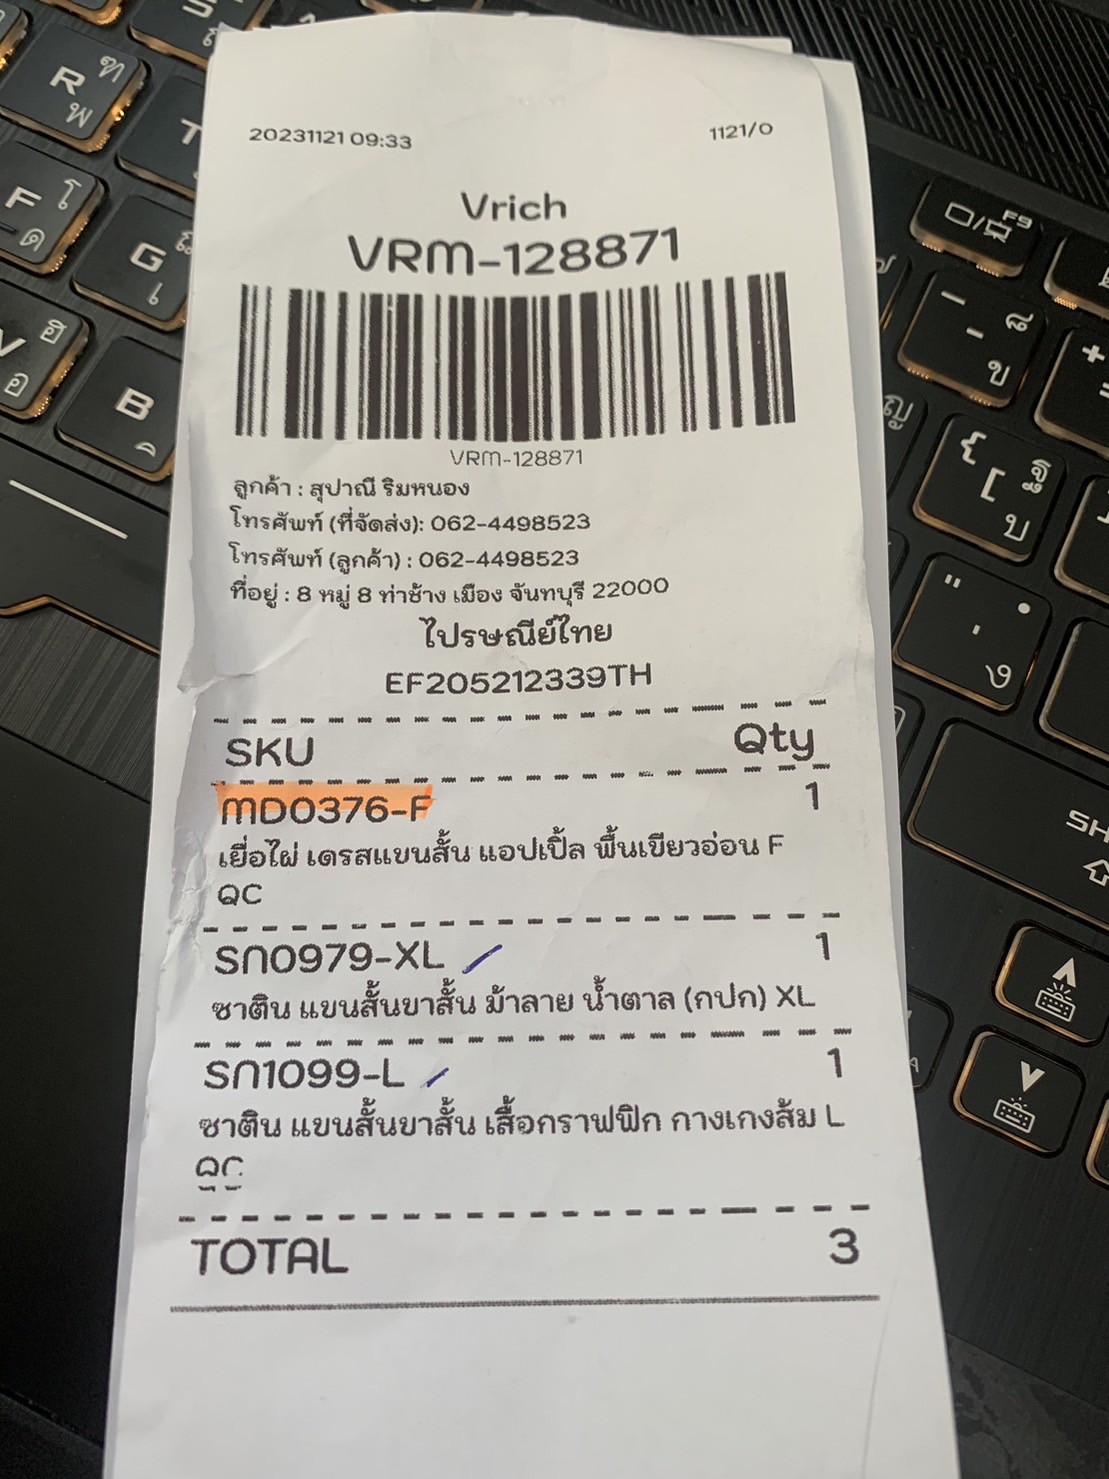 20231121 09:33 1121/0
Vrich
VRM-128871
VRM-128871
ลูกค้า : สุปาณี ริมหนอง
โทรศัพท์ (ที่จัดส่ง): 062-4498523
โทรศัพท์ (ลูกค้า) : 062-4498523
ที่อยู่ : 8 หมู่ 8 ท่าช้าง เมือง จันทบุรี 22000
ไปรษณีย์ไทย
EF205212339TH
SKU Qty
MD0376-F 1
เยื่อไผ่ เดรสแขนสั้น แอปเปิ้ล พื้นเขียวอ่อน F
QC
SN0979-XL 1
ซาติน แขนสั้นขาสั้น ม้าลาย น้ำตาล (กปก) XL
SN1099-L 1
ซาติน แขนสั้นขาสั้น เสื้อกราฟฟิก กางเกงส้ม L
QC
TOTAL 3